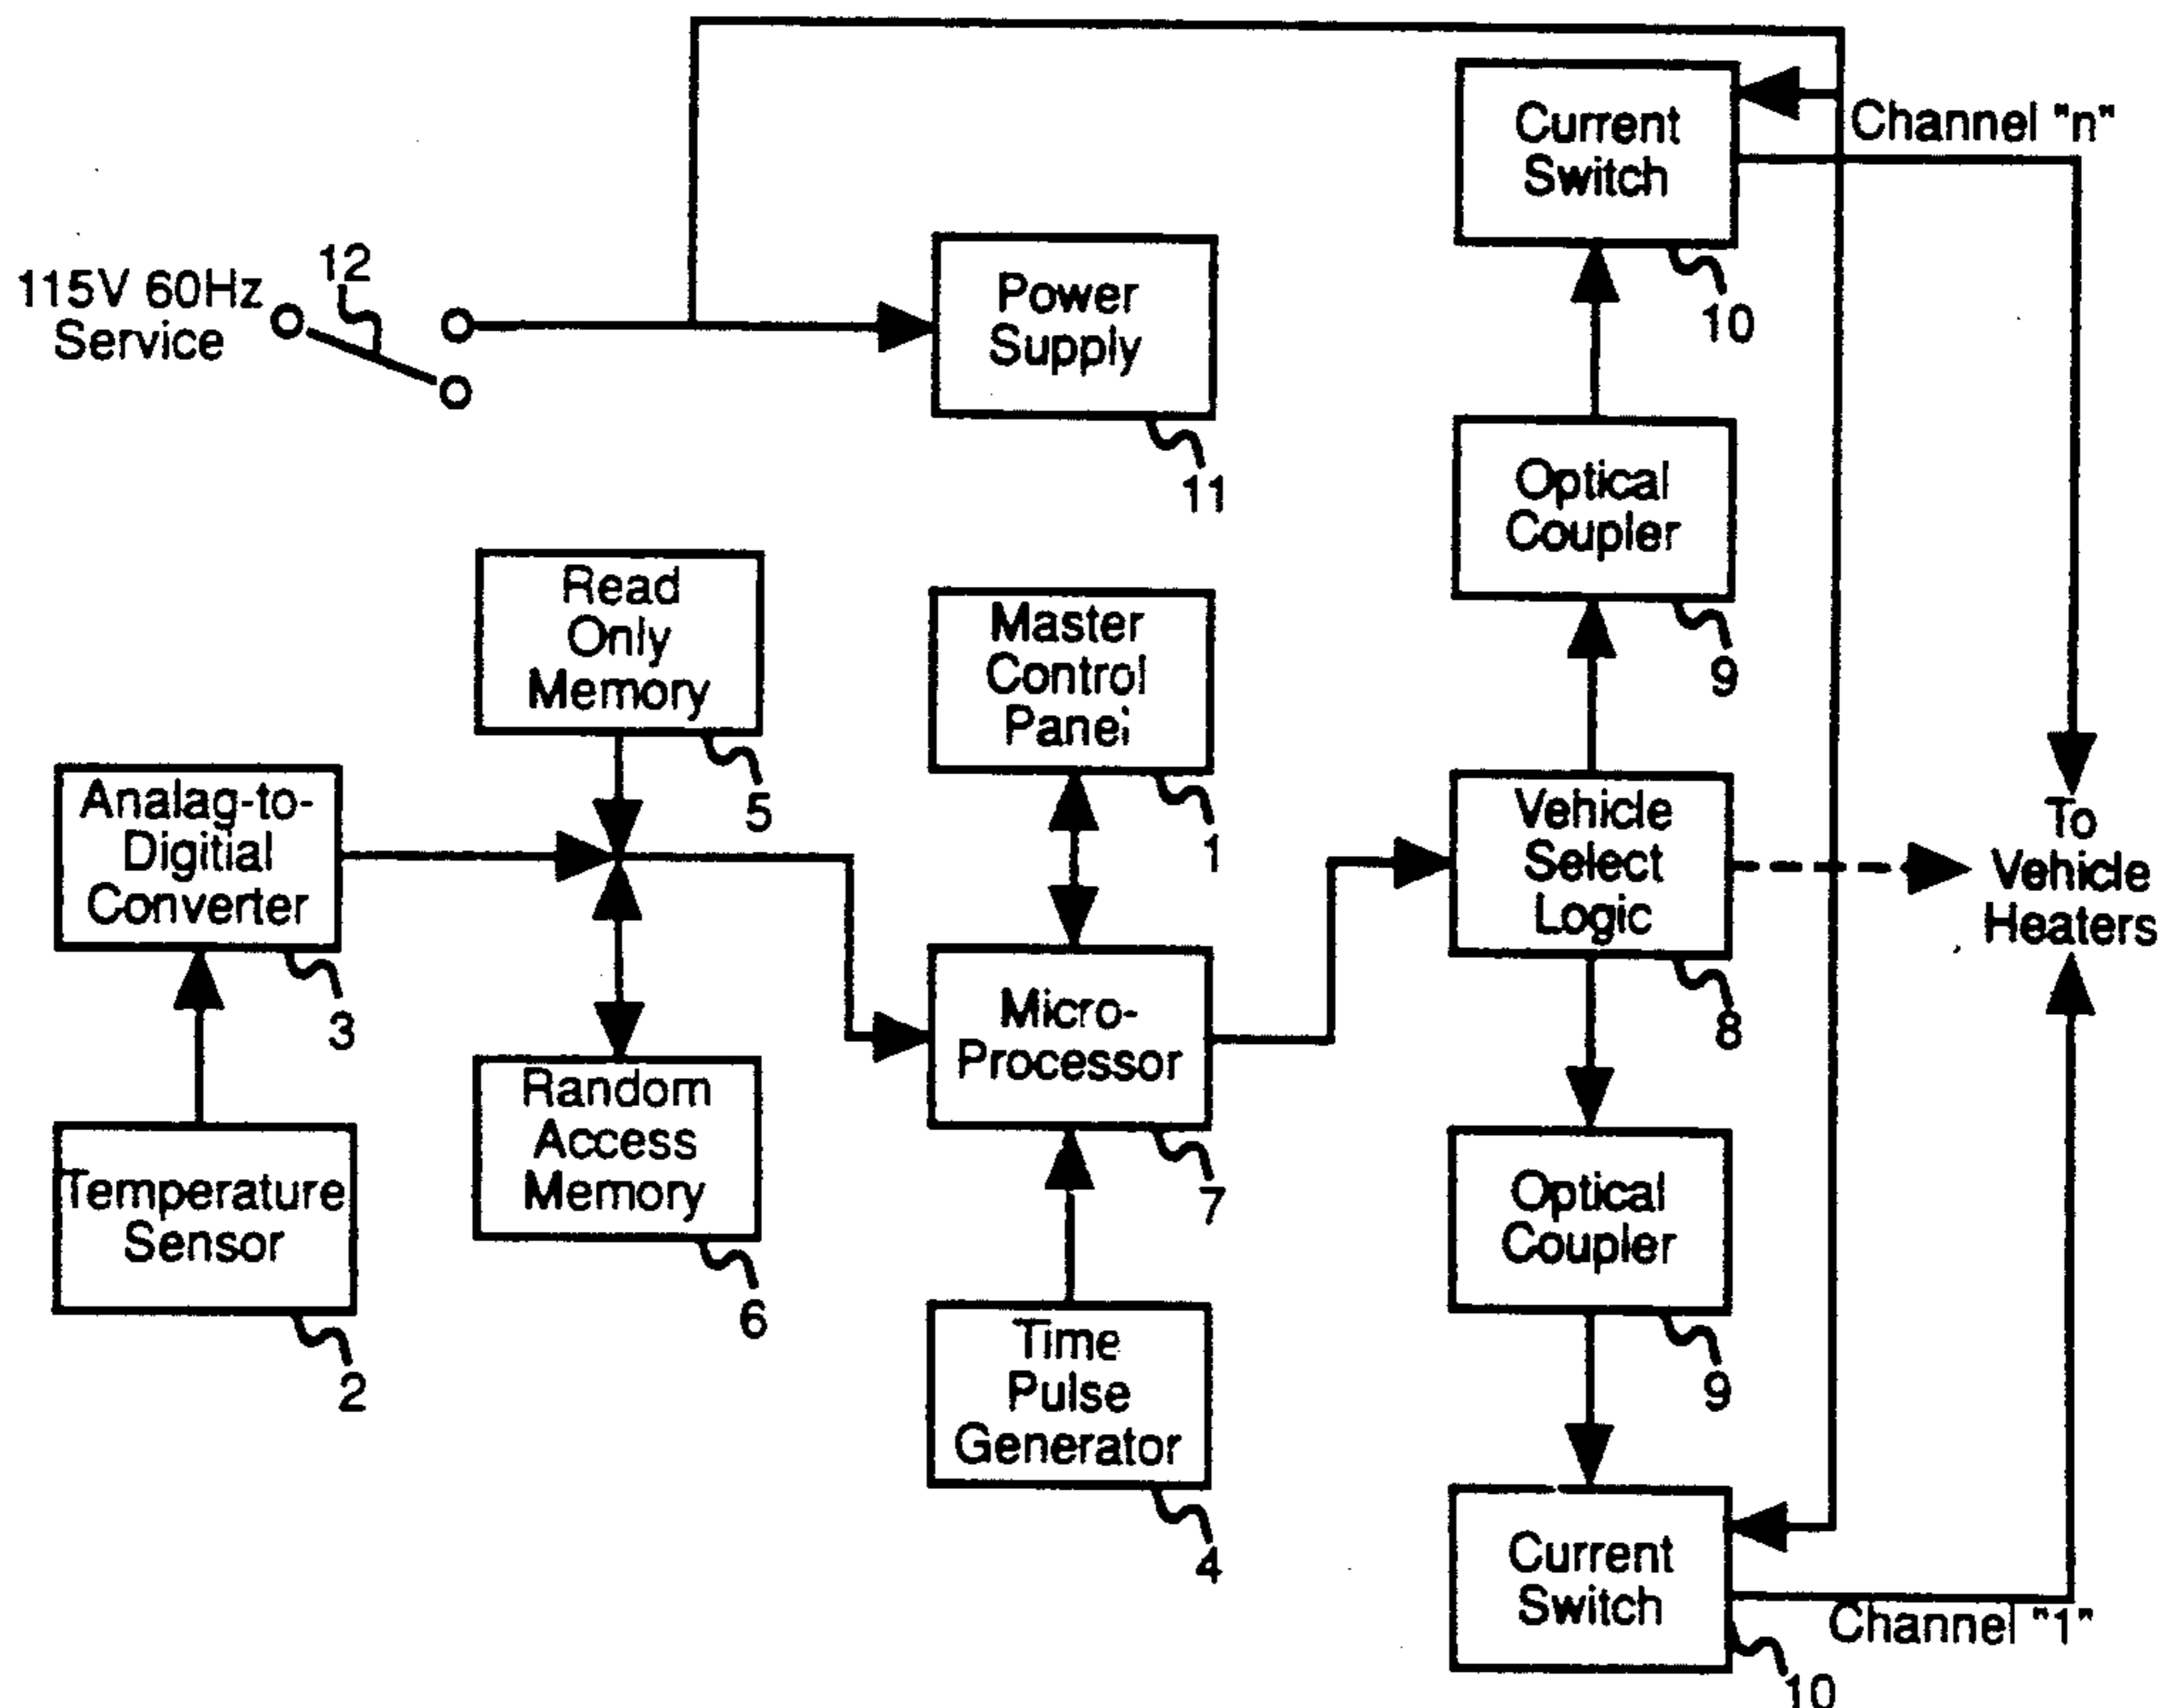 115V 60Hz
Service
12
Power
Supply
11
Current
Switch
10
Channel "n"
Optical
Coupler
9
Read
Only
Memory
5
Master
Control
Panei
1
Analag-to-
Digitial
Converter
3
Vehicle
Select
Logic
8
To
Vehicle
Heaters
Micro-
Processor
7
Random
Access
Memory
6
Temperature
Sensor
2
Optical
Coupler
9
Time
Pulse
Generator
4
Current
Switch
10
Channel "1"